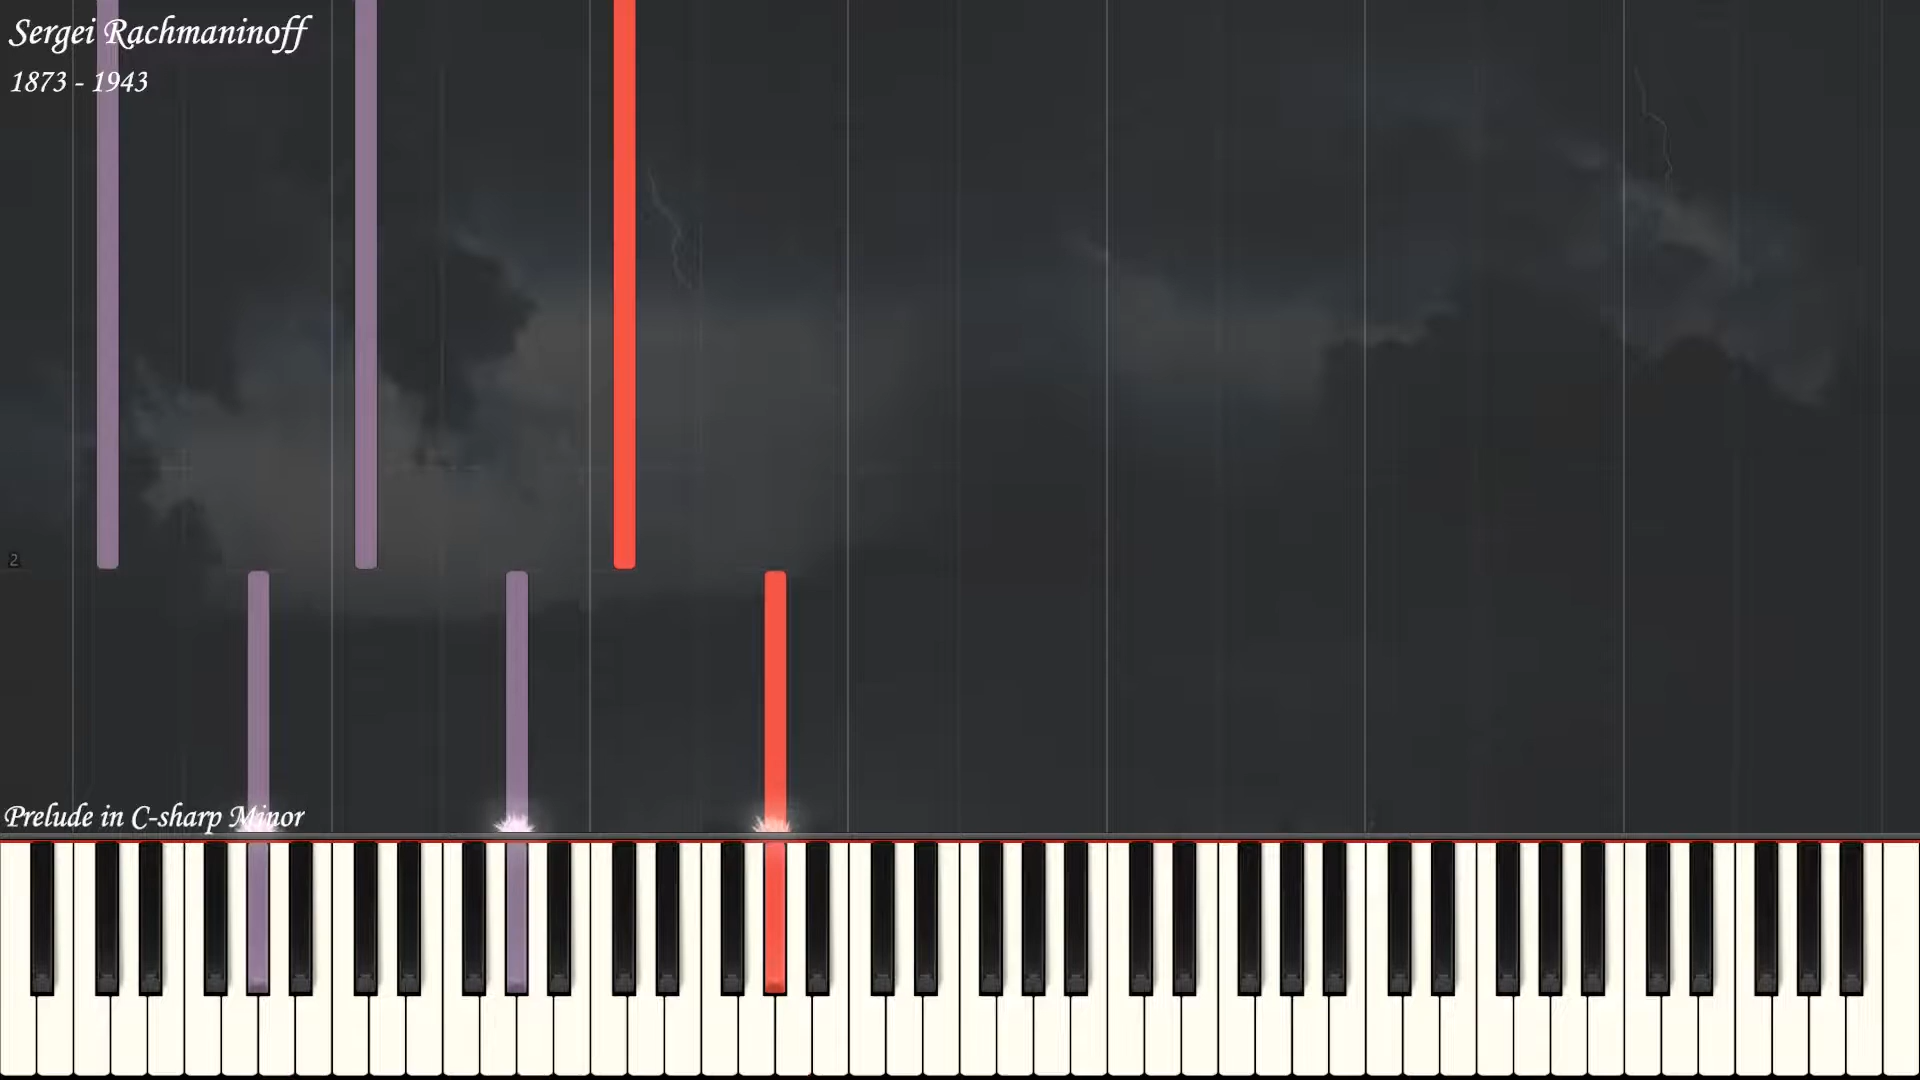 Sergei Rachmaninoff
1873 - 1943
2
Prelude in C-sharp Minor